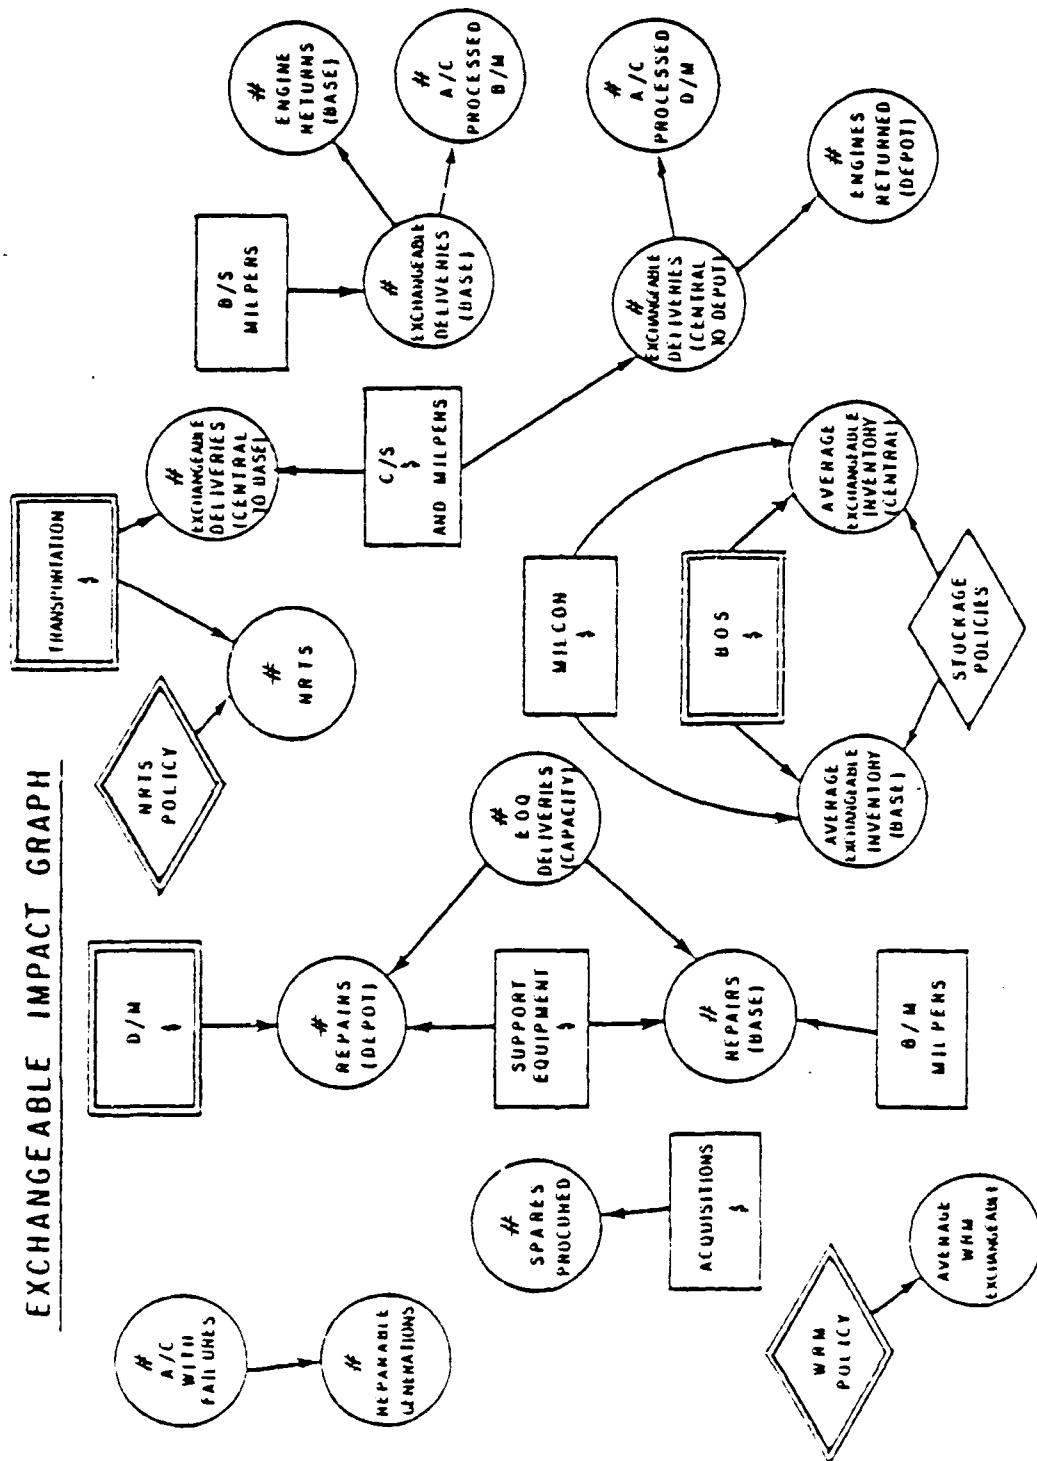 EXCHANGEABLE IMPACT GRAPH
#
A/C
WITH
FAILURES
#
REPARABLE
GENERATIONS
WRM
POLICY
AVERAGE
WRM
EXCHANGEABLE
#
SPARES
PROCURED
ACQUISITIONS
$
D/M
$
#
REPAIRS
(DEPOT)
SUPPORT
EQUIPMENT
$
#
REPAIRS
(BASE)
B/M
MILPERS
#
EOQ
DELIVERIES
(CAPACITY)
NRTS
POLICY
#
NRTS
TRANSPORTATION
$
#
EXCHANGEABLE
DELIVERIES
(CENTRAL
TO BASE)
MILCON
$
BOS
$
AVERAGE
EXCHANGEABLE
INVENTORY
(BASE)
STOCKAGE
POLICIES
AVERAGE
EXCHANGEABLE
INVENTORY
(CENTRAL)
C/S
$
AND MILPERS
B/S
MILPERS
#
EXCHANGEABLE
DELIVERIES
(BASE)
#
EXCHANGEABLE
DELIVERIES
(CENTRAL
TO DEPOT)
#
ENGINE
RETURNS
(BASE)
#
A/C
PROCESSED
B/M
#
A/C
PROCESSED
D/M
#
ENGINES
RETURNED
(DEPOT)